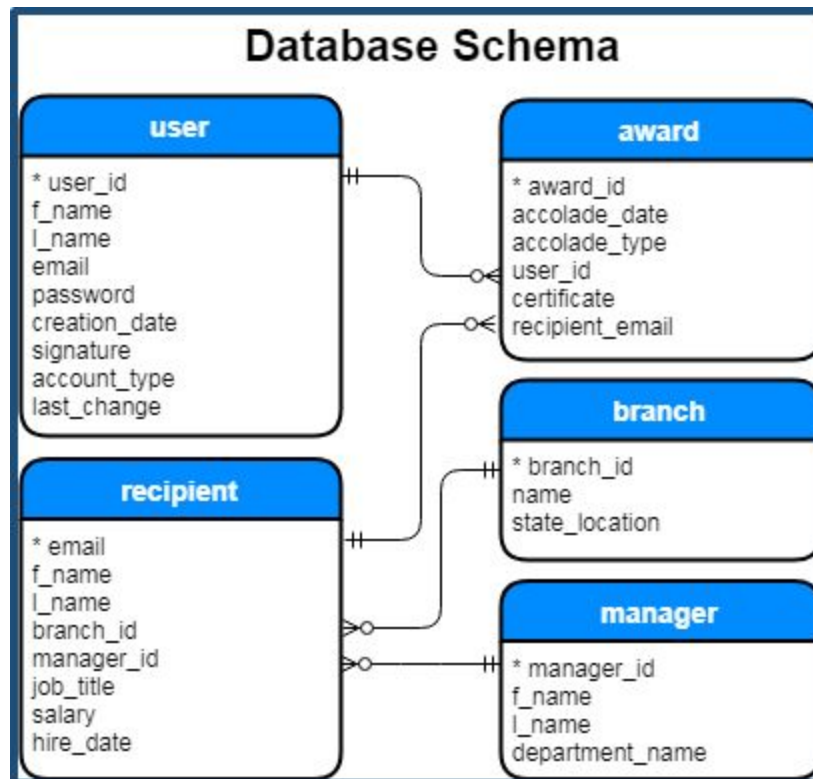 Database Schema
user
* user_id
f_name
l_name
email
password
creation_date
signature
account_type
last_change
award
* award_id
accolade_date
accolade_type
user_id
certificate
recipient_email
recipient
* email
f_name
l_name
branch_id
manager_id
job_title
salary
hire_date
branch
* branch_id
name
state_location
manager
* manager_id
f_name
l_name
department_name